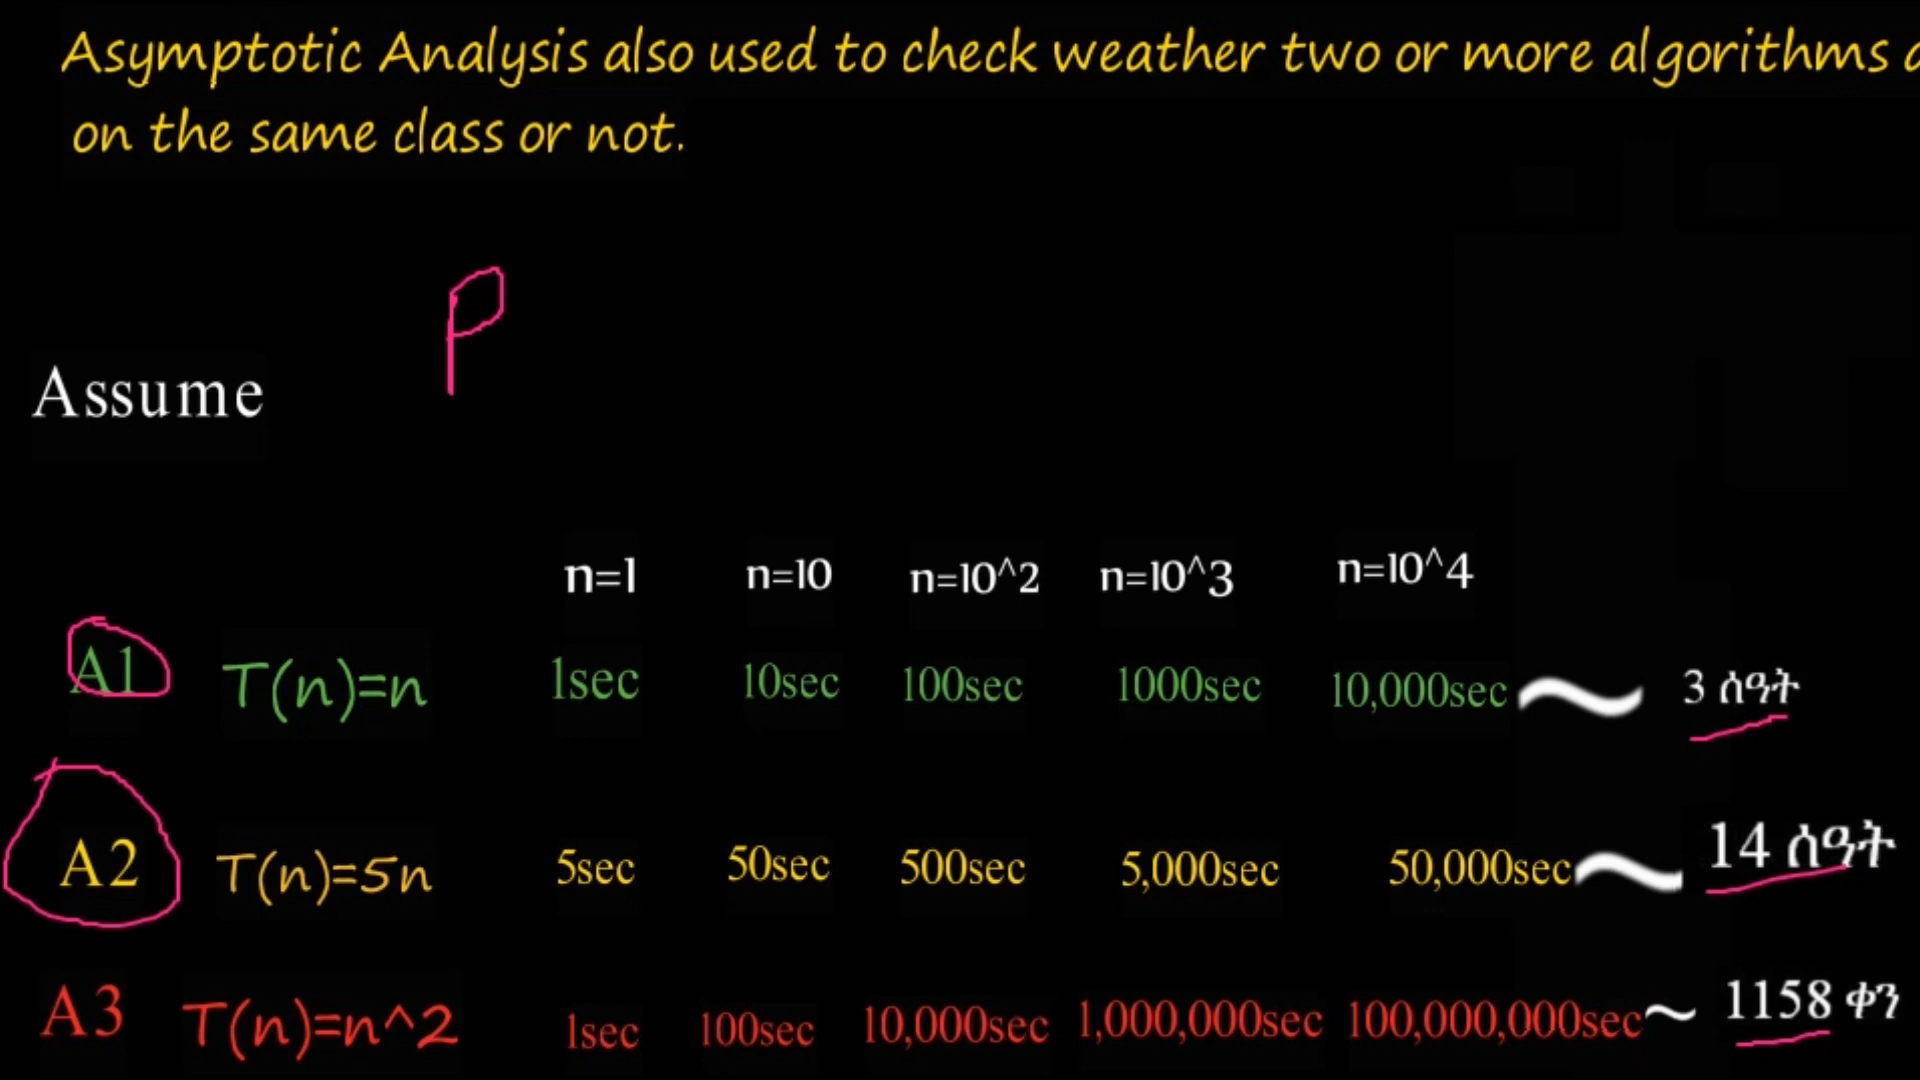 Asymptotic Analysis also used to check weather two or more algorithms
on the same class or not.
P
Assume
n=1 n=10 n=10^2 n=10^3 n=10^4
A1 T(n)=n 1sec 10sec 100sec 1000sec 10,000sec ~ 3 ሰዓት
A2 T(n)=5n 5sec 50sec 500sec 5,000sec 50,000sec ~ 14 ሰዓት
A3 T(n)=n^2 1sec 100sec 10,000sec 1,000,000sec 100,000,000sec ~ 1158 ቀን